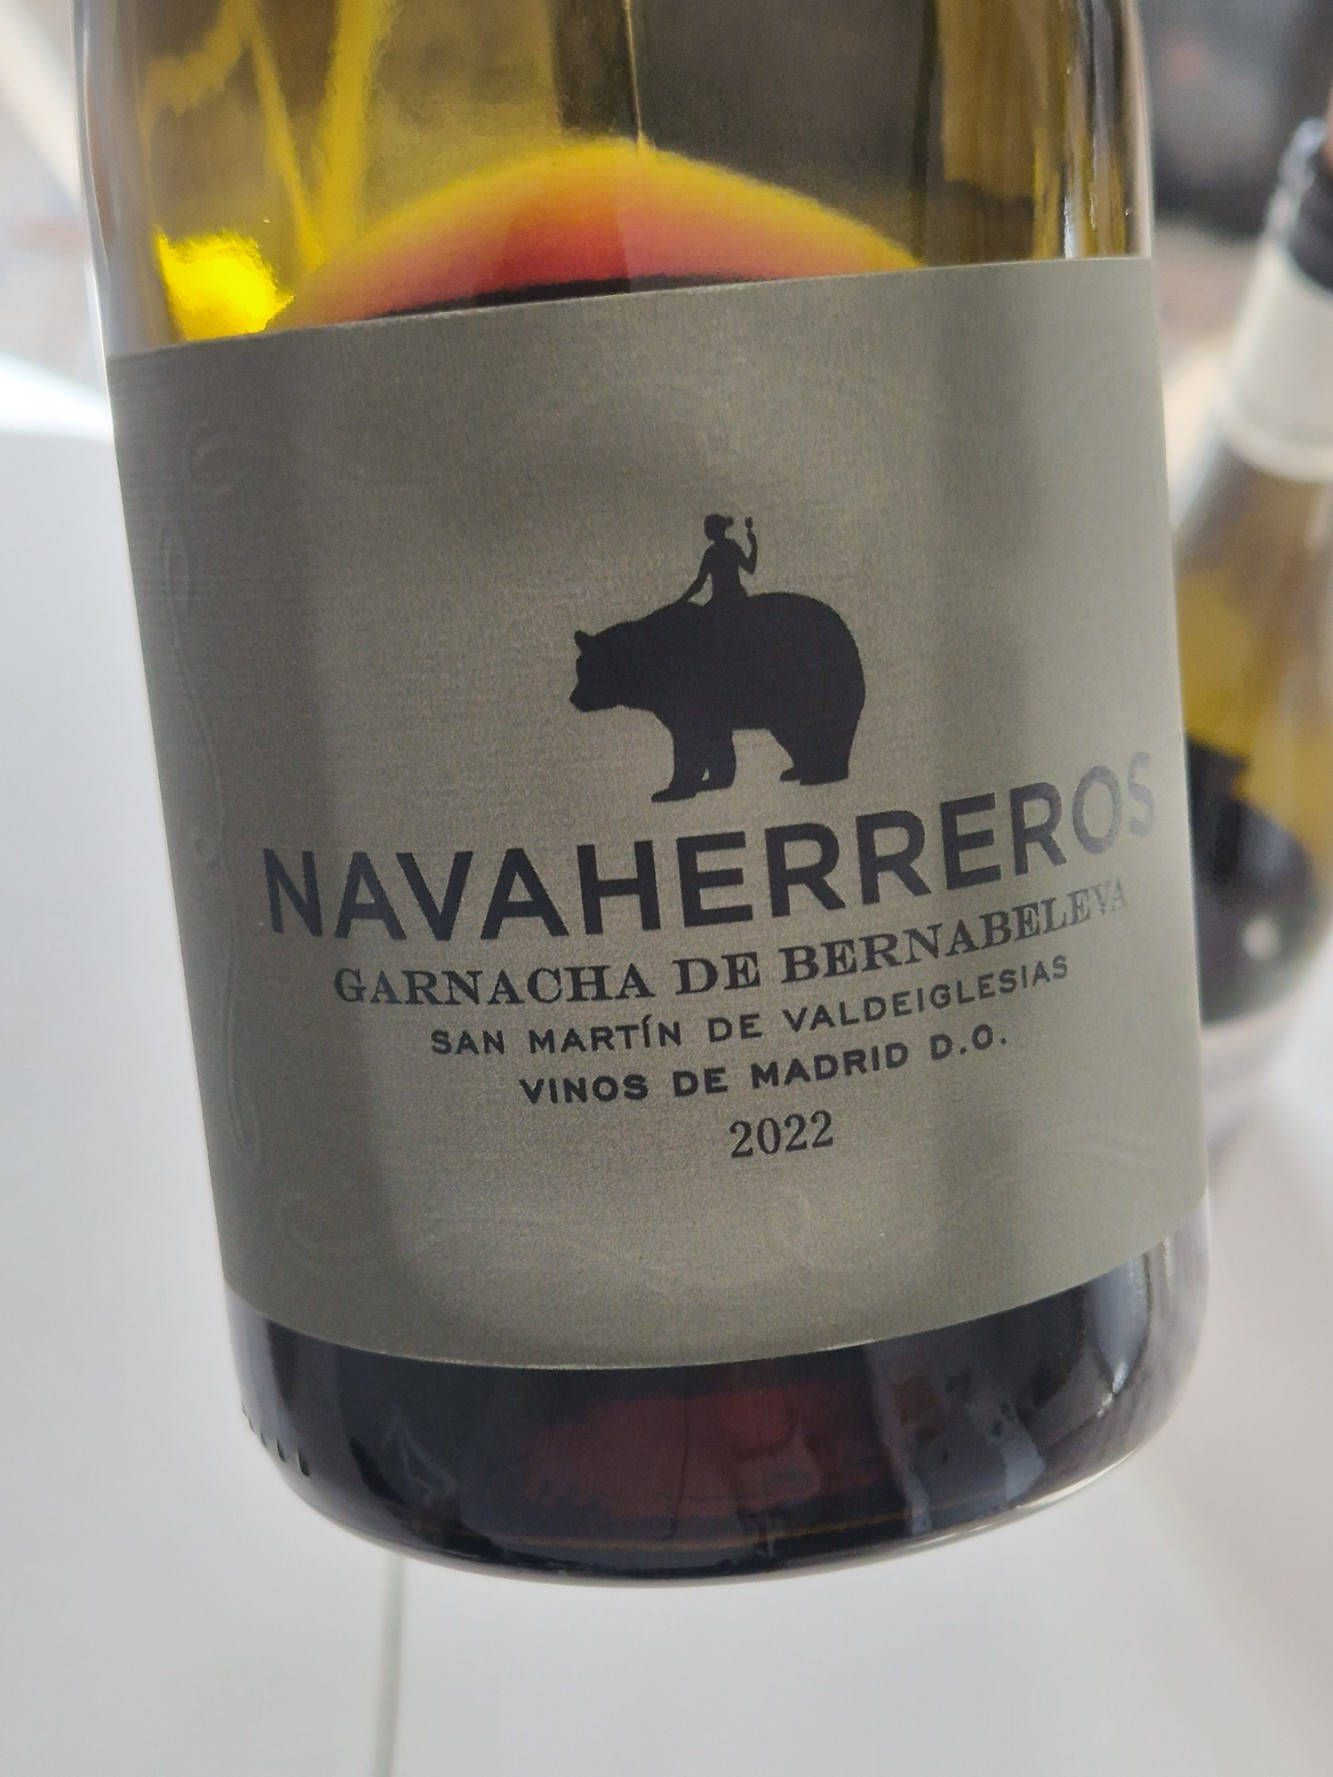 NAVAHERREROS
GARNACHA DE BERNABELEVA
SAN MARTÍN DE VALDEIGLESIAS
VINOS DE MADRID D.O.
2022